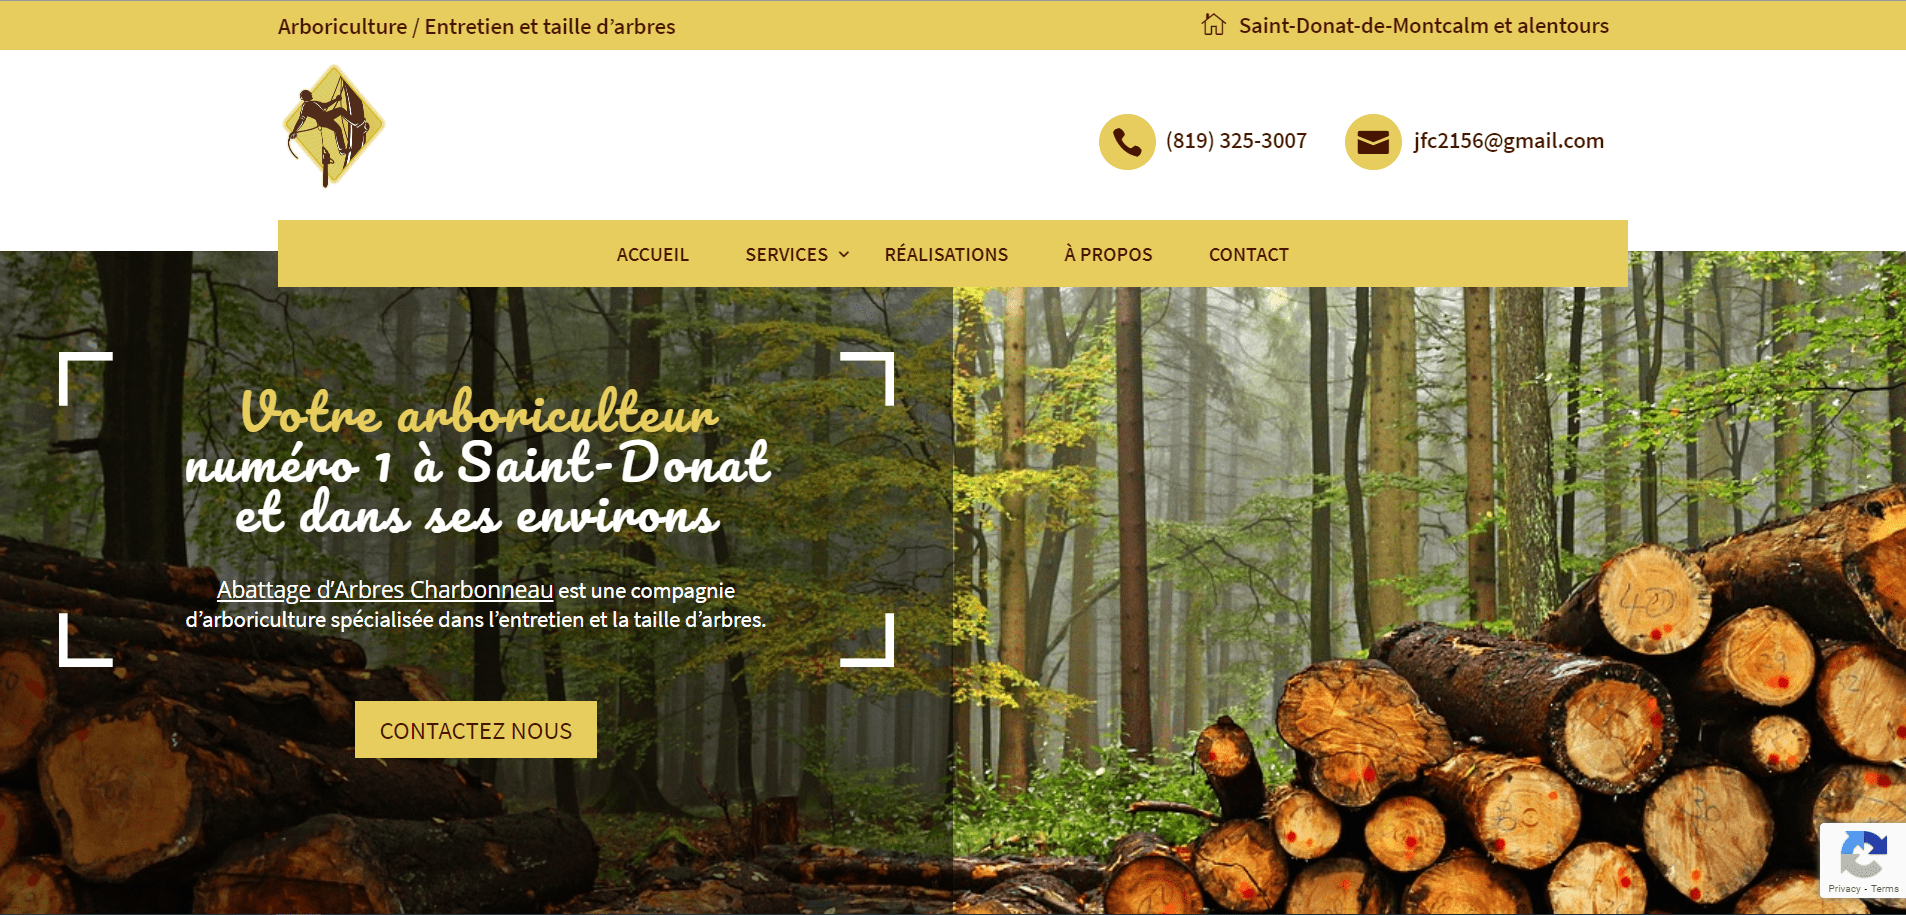 Arboriculture / Entretien et taille d’arbres
Saint-Donat-de-Montcalm et alentours
(819) 325-3007
jfc2156@gmail.com
ACCUEIL SERVICES RÉALISATIONS À PROPOS CONTACT
Votre arboriculteur
numéro 1 à Saint-Donat
et dans ses environs
Abattage d’Arbres Charbonneau est une compagnie
d’arboriculture spécialisée dans l’entretien et la taille d’arbres.
CONTACTEZ NOUS
Privacy - Terms